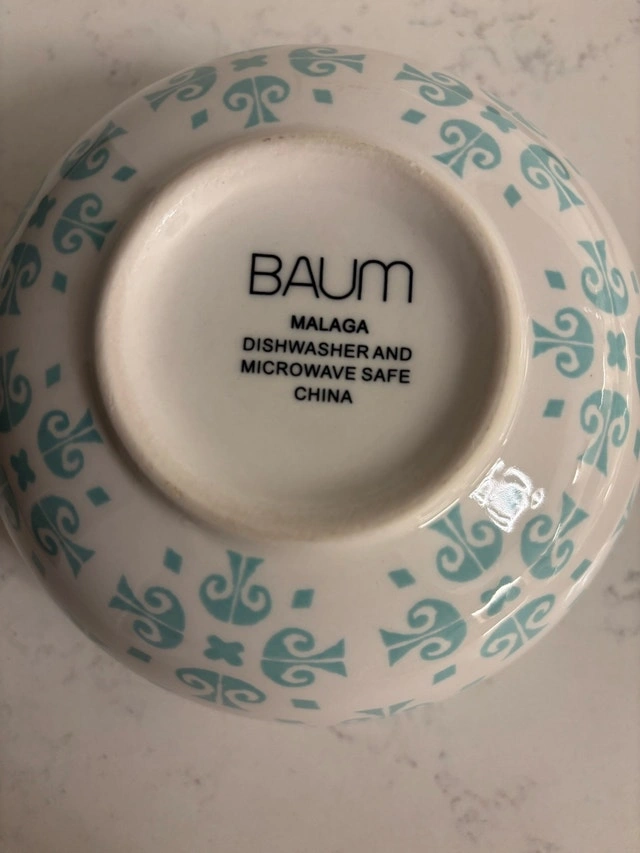 BAUM
MALAGA
DISHWASHER AND
MICROWAVE SAFE
CHINA